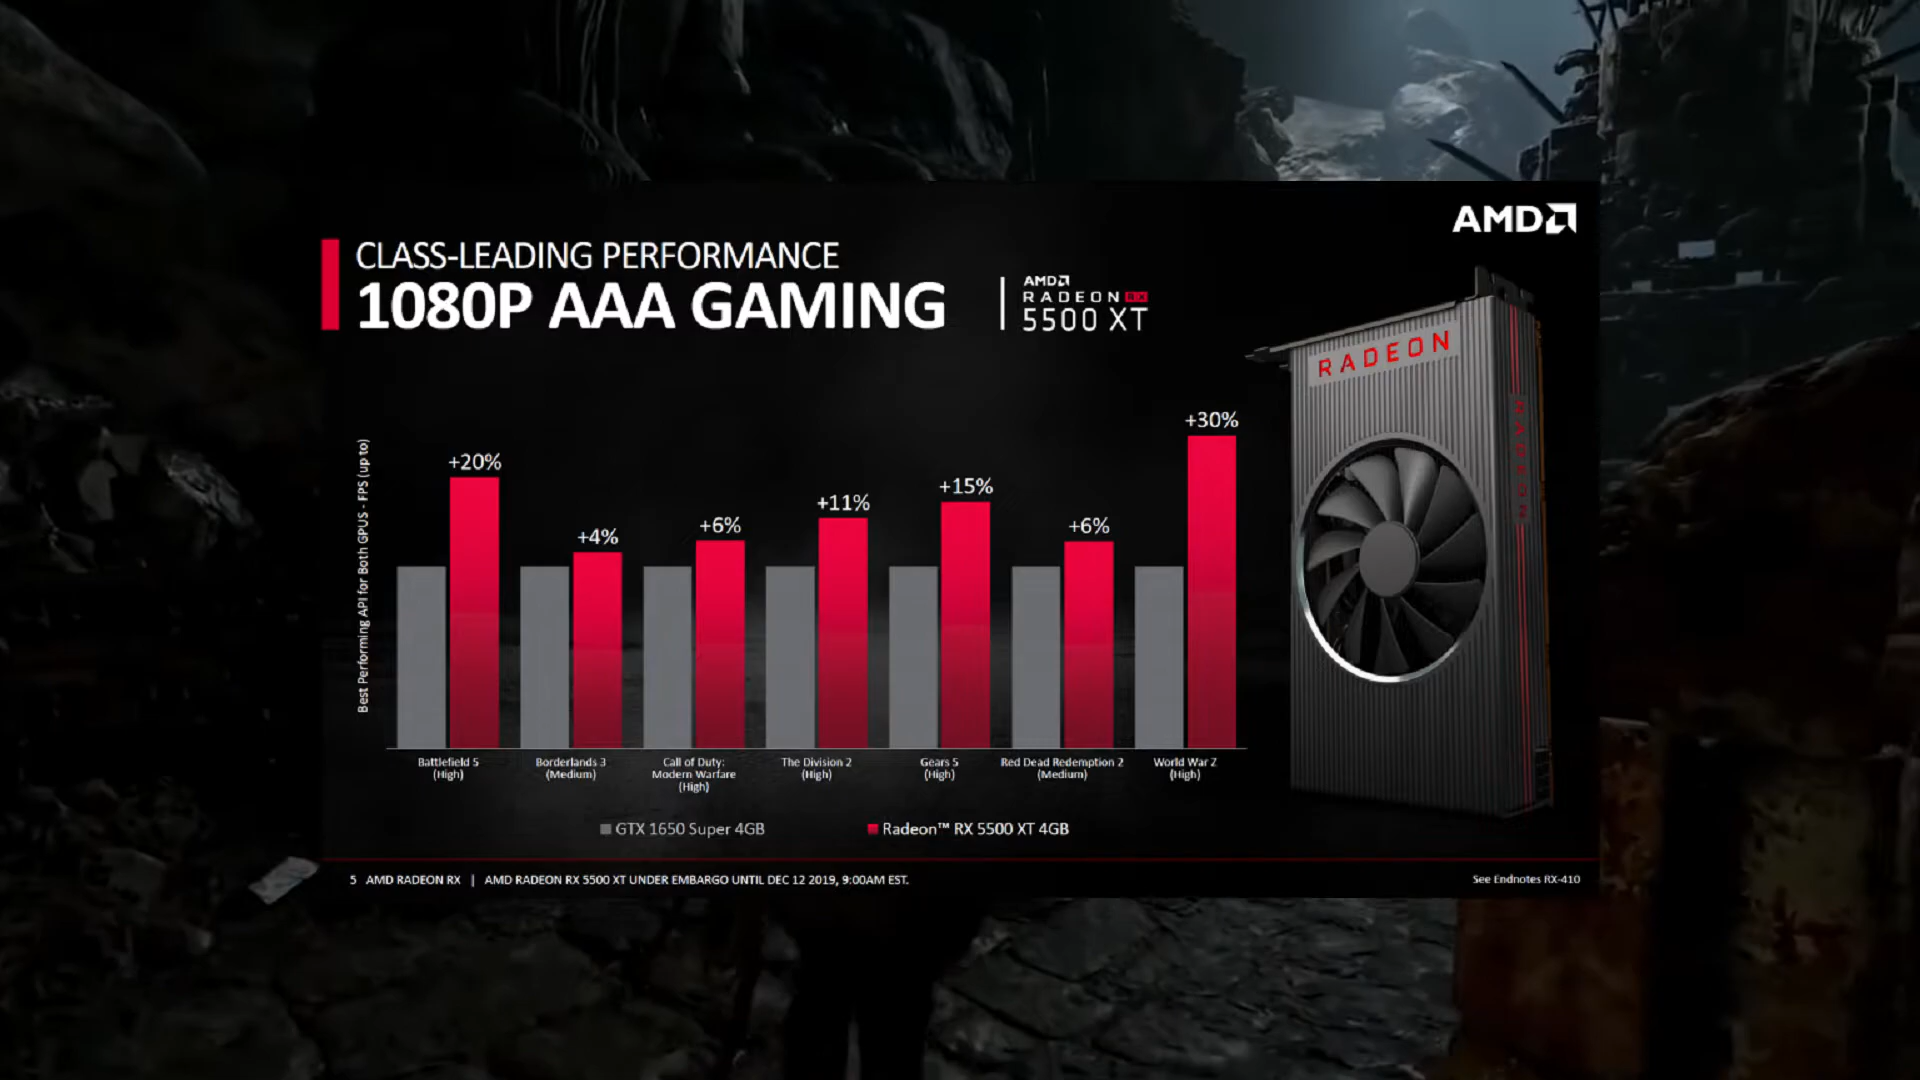 AMD
CLASS-LEADING PERFORMANCE
1080P AAA GAMING
AMD
RADEON RX
5500 XT
RADEON
RADEON
+20%
+4%
+6%
+11%
+15%
+6%
+30%
Best Performing API for Both GPUS - FPS (up to)
Battlefield 5
(High)
Borderlands 3
(Medium)
Call of Duty:
Modern Warfare
(High)
The Division 2
(High)
Gears 5
(High)
Red Dead Redemption 2
(Medium)
World War Z
(High)
GTX 1650 Super 4GB
Radeon™ RX 5500 XT 4GB
5 AMD RADEON RX | AMD RADEON RX 5500 XT UNDER EMBARGO UNTIL DEC 12 2019, 9:00AM EST.
See Endnotes RX-410